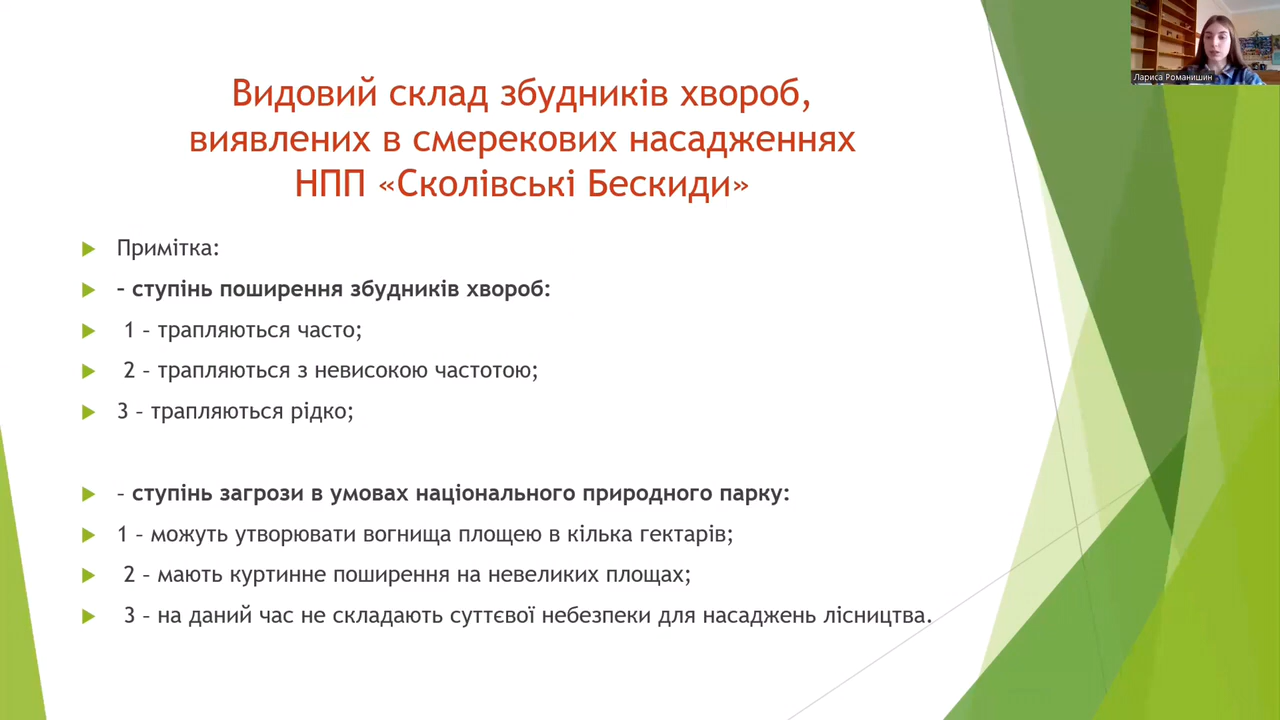 Лариса Романишин
Видовий склад збудників хвороб,
виявлених в смерекових насадженнях
НПП «Сколівські Бескиди»
Примітка:
– ступінь поширення збудників хвороб:
1 – трапляються часто;
2 – трапляються з невисокою частотою;
3 – трапляються рідко;
– ступінь загрози в умовах національного природного парку:
1 – можуть утворювати вогнища площею в кілька гектарів;
2 – мають куртинне поширення на невеликих площах;
3 – на даний час не складають суттєвої небезпеки для насаджень лісництва.